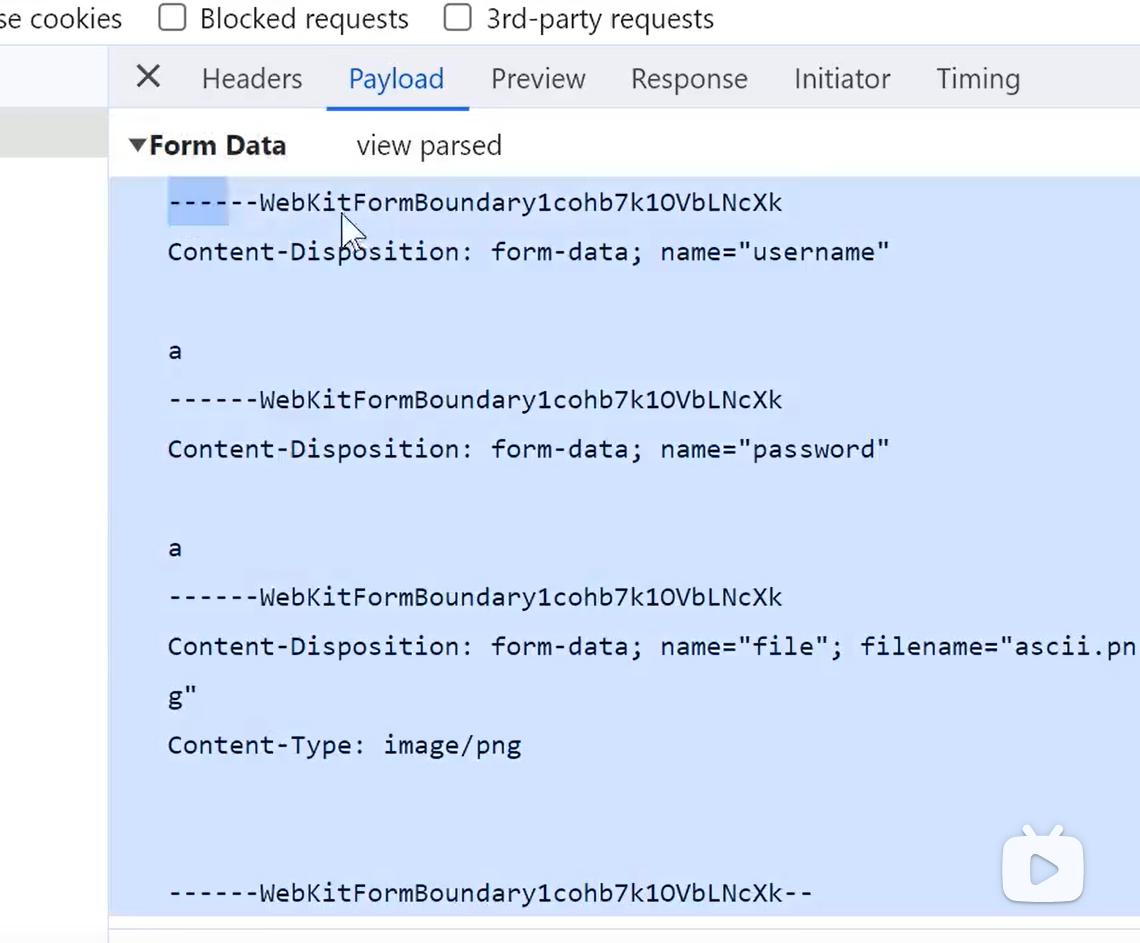 se cookies Blocked requests 3rd-party requests
Headers Payload Preview Response Initiator Timing
Form Data view parsed
------WebKitFormBoundary1cohb7k1OVbLNcXk
Content-Disposition: form-data; name="username"
a
------WebKitFormBoundary1cohb7k1OVbLNcXk
Content-Disposition: form-data; name="password"
a
------WebKitFormBoundary1cohb7k1OVbLNcXk
Content-Disposition: form-data; name="file"; filename="ascii.pn
g"
Content-Type: image/png
------WebKitFormBoundary1cohb7k1OVbLNcXk--